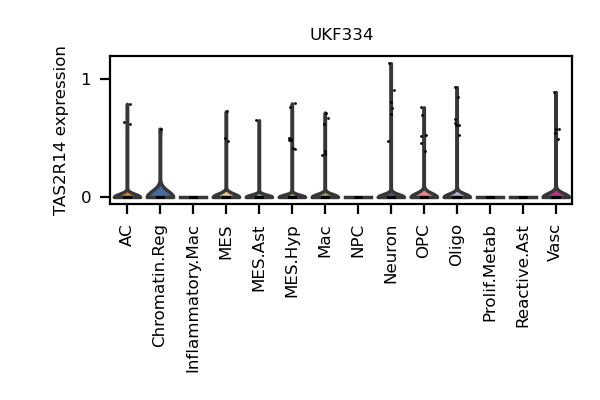 UKF334
TAS2R14 expression
1
0
AC
Chromatin.Reg
Inflammatory.Mac
MES
MES.Ast
MES.Hyp
Mac
NPC
Neuron
OPC
Oligo
Prolif.Metab
Reactive.Ast
Vasc